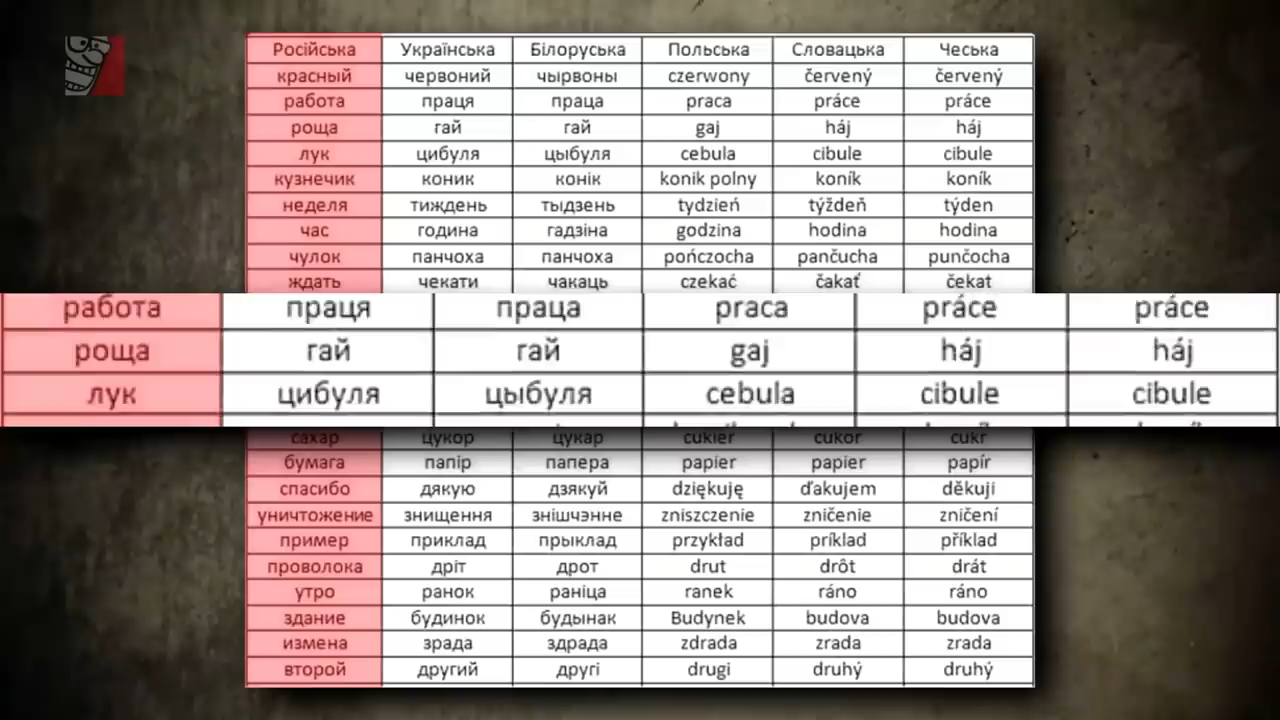 Російська Українська Білоруська Польська Словацька Чеська
красный червоний чырвоны czerwony červený červený
работа праця праца praca práce práce
роща гай гай gaj háj háj
лук цибуля цыбуля cebula cibule cibule
кузнечик коник конік konik polny koník koník
неделя тиждень тыдзень tydzień týždeň týden
час година гадзіна godzina hodina hodina
чулок панчоха панчоха pończocha pančucha punčocha
ждать чекати чакаць czekać čakať čekat
работа праця праца praca práce práce
роща гай гай gaj háj háj
лук цибуля цыбуля cebula cibule cibule
сахар цукор цукар cukier cukor cukr
бумага папір папера papier papier papír
спасибо дякую дзякуй dziękuję ďakujem děkuji
уничтожение знищення знішчэнне zniszczenie zničenie zničení
пример приклад прыклад przykład príklad příklad
проволока дріт дрот drut drôt drát
утро ранок раніца ranek ráno ráno
здание будинок будынак Budynek budova budova
измена зрада здрада zdrada zrada zrada
второй другий другі drugi druhý druhý